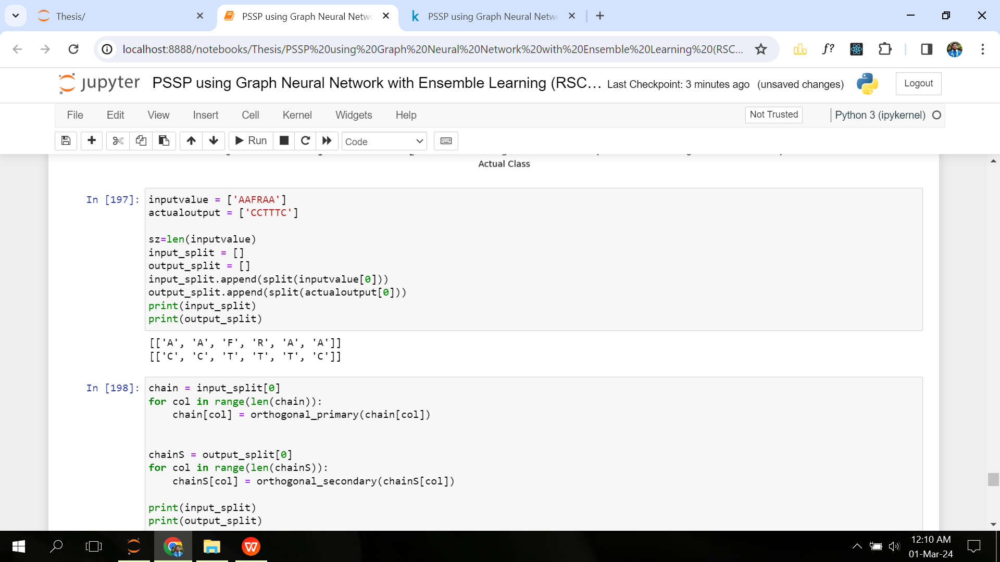 Thesis/
PSSP using Graph Neural Netw
PSSP using Graph Neural Netw
localhost:8888/notebooks/Thesis/PSSP%20using%20Graph%20Neural%20Network%20with%20Ensemble%20Learning%20(RSC...
f?
jupyter PSSP using Graph Neural Network with Ensemble Learning (RSC... Last Checkpoint: 3 minutes ago (unsaved changes)
Logout
File Edit View Insert Cell Kernel Widgets Help
Not Trusted
Python 3 (ipykernel)
Run
Code
Actual Class
In [197]:
inputvalue = ['AAFRAA']
actualoutput = ['CCTTTC']
sz=len(inputvalue)
input_split = []
output_split = []
input_split.append(split(inputvalue[0]))
output_split.append(split(actualoutput[0]))
print(input_split)
print(output_split)
[['A', 'A', 'F', 'R', 'A', 'A']]
[['C', 'C', 'T', 'T', 'T', 'C']]
In [198]:
chain = input_split[0]
for col in range(len(chain)):
    chain[col] = orthogonal_primary(chain[col])
chainS = output_split[0]
for col in range(len(chainS)):
    chainS[col] = orthogonal_secondary(chainS[col])
print(input_split)
print(output_split)
12:10 AM
01-Mar-24